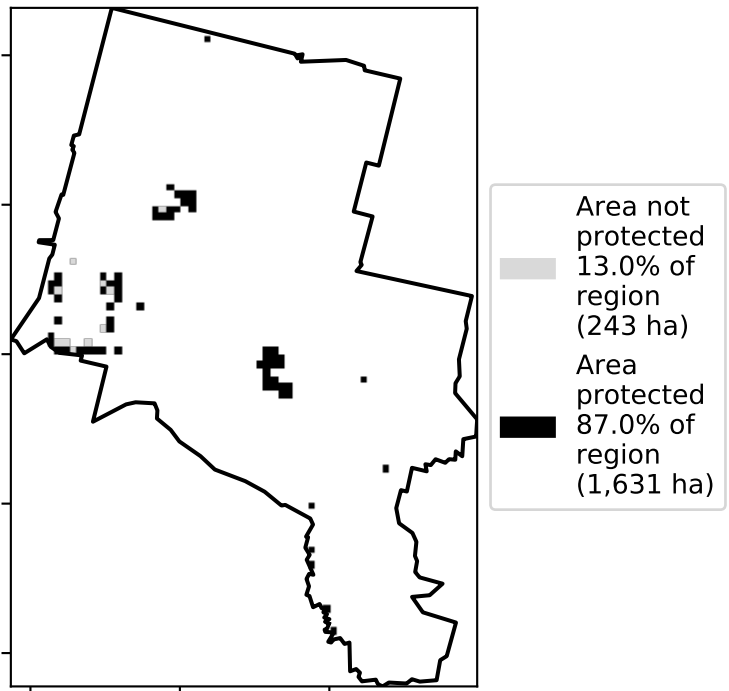 Area not
protected
13.0% of
region
(243 ha)
Area
protected
87.0% of
region
(1,631 ha)